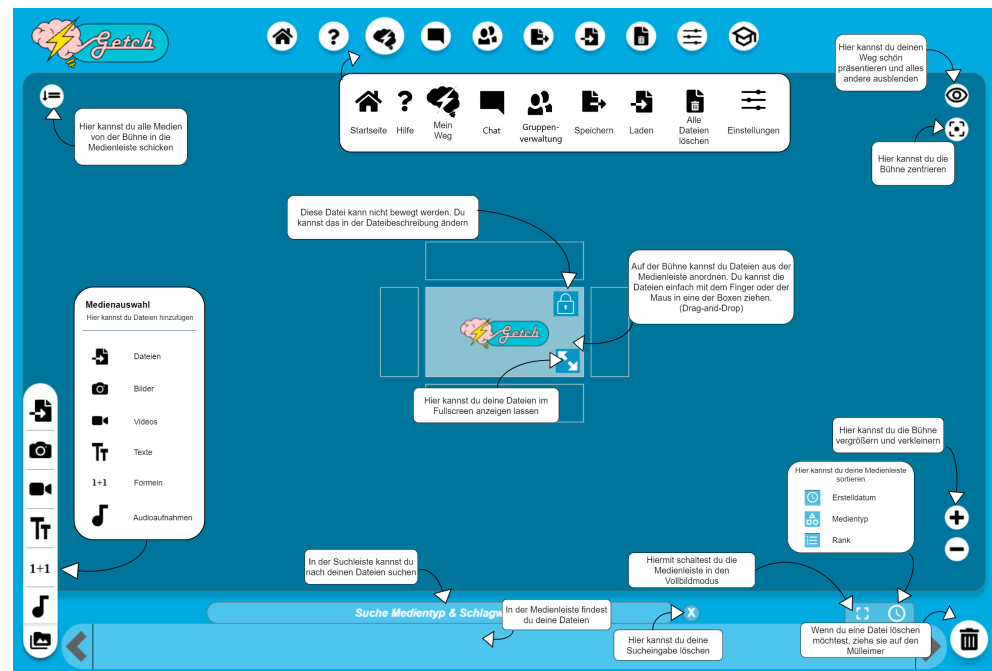 Getch
?
Hier kannst du deinen
Weg schön
präsentieren und alles
andere ausblenden
Hier kannst du alle Medien
von der Bühne in die
Medienleiste schicken
?
Startseite
Hilfe
Mein
Weg
Chat
Gruppen-
verwaltung
Speichern
Laden
Alle
Dateien
löschen
Einstellungen
Hier kannst du die
Bühne zentrieren
Diese Datei kann nicht bewegt werden. Du
kannst das in der Dateibeschreibung ändern
Auf der Bühne kannst du Dateien aus der
Medienleiste anordnen. Du kannst die
Dateien einfach mit dem Finger oder der
Maus in eine der Boxen ziehen.
(Drag-and-Drop)
Getch
Hier kannst du deine Dateien im
Fullscreen anzeigen lassen
Medienauswahl
Hier kannst du Dateien hinzufügen
Dateien
Bilder
Videos
TT Texte
1+1 Formeln
Audioaufnahmen
TT
1+1
Hier kannst du die Bühne
vergrößern und verkleinern
Hier kannst du deine Medienleiste
sortieren
Erstelldatum
Medientyp
Rank
In der Suchleiste kannst du
nach deinen Dateien suchen
Hiermit schaltest du die
Medienleiste in den
Vollbildmodus
Suche Medientyp & Schlagw
X
In der Medienleiste findest
du deine Dateien
Hier kannst du deine
Sucheingabe löschen
Wenn du eine Datei löschen
möchtest, ziehe sie auf den
Mülleimer